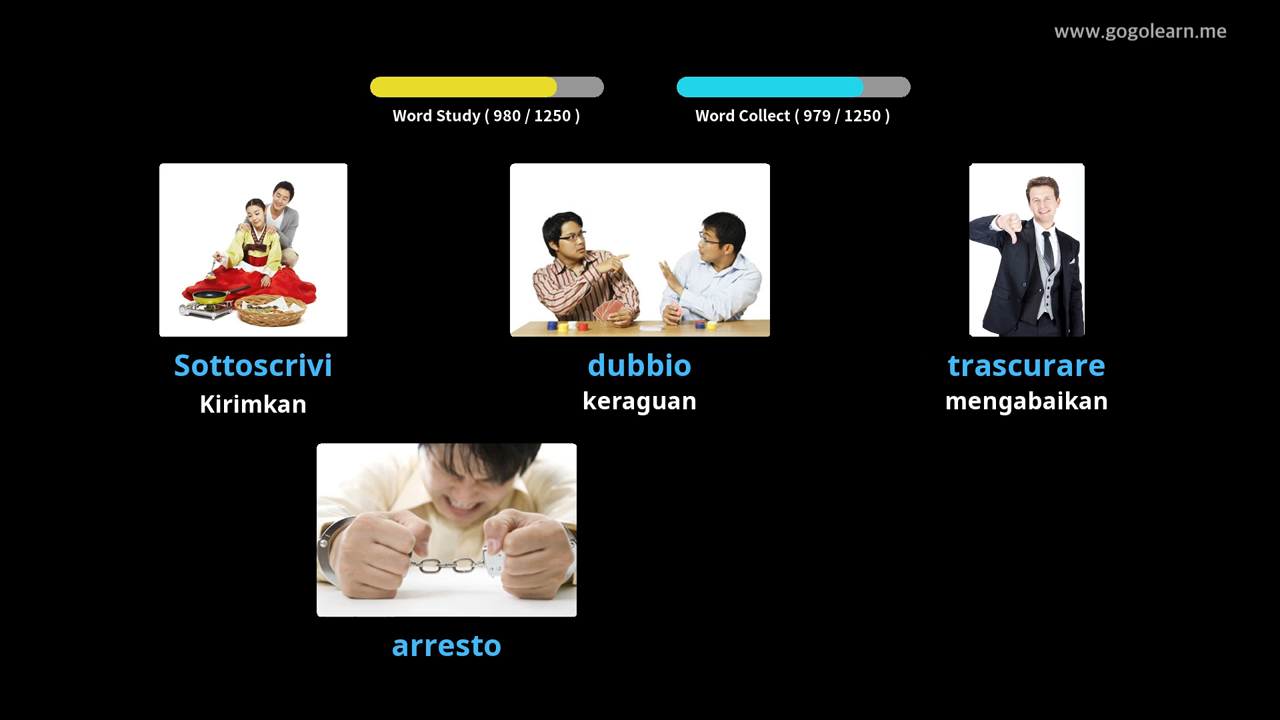 www.gogolearn.me
Word Study ( 980 / 1250 )
Word Collect ( 979 / 1250 )
Sottoscrivi
Kirimkan
dubbio
keraguan
trascurare
mengabaikan
arresto